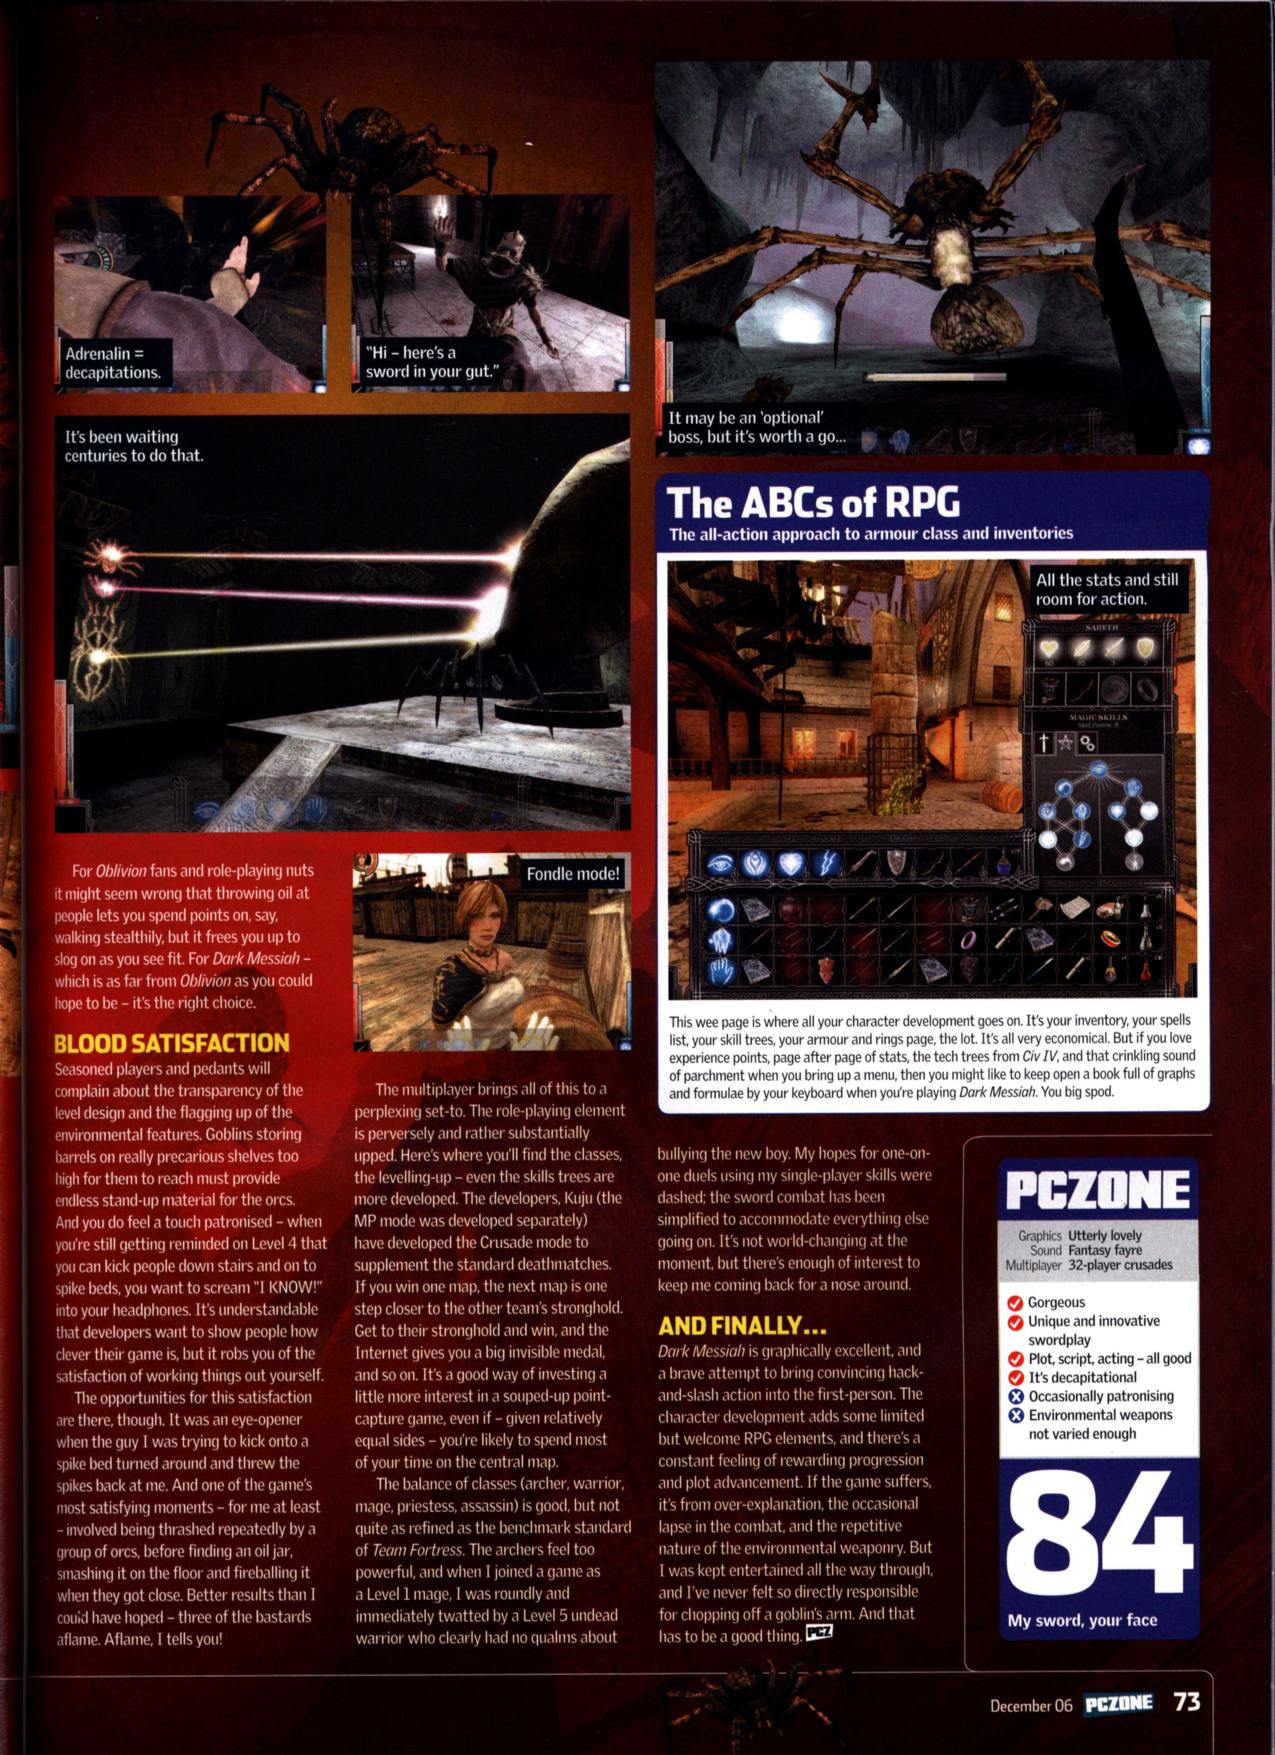 Adrenalin =
decapitations.
"Hi – here's a
sword in your gut."
It may be an 'optional'
boss, but it's worth a go...
It's been waiting
centuries to do that.
The ABCs of RPG
The all-action approach to armour class and inventories
All the stats and still
room for action.
SARETH
MAGIC SKILLS
This wee page is where all your character development goes on. It's your inventory, your spells
list, your skill trees, your armour and rings page, the lot. It's all very economical. But if you love
experience points, page after page of stats, the tech trees from Civ IV, and that crinkling sound
of parchment when you bring up a menu, then you might like to keep open a book full of graphs
and formulae by your keyboard when you're playing Dark Messiah. You big spod.
For Oblivion fans and role-playing nuts
it might seem wrong that throwing oil at
people lets you spend points on, say,
walking stealthily, but it frees you up to
slog on as you see fit. For Dark Messiah –
which is as far from Oblivion as you could
hope to be – it's the right choice.
BLOOD SATISFACTION
Seasoned players and pedants will
complain about the transparency of the
level design and the flagging up of the
environmental features. Goblins storing
barrels on really precarious shelves too
high for them to reach must provide
endless stand-up material for the orcs.
And you do feel a touch patronised – when
you're still getting reminded on Level 4 that
you can kick people down stairs and on to
spike beds, you want to scream "I KNOW!"
into your headphones. It's understandable
that developers want to show people how
clever their game is, but it robs you of the
satisfaction of working things out yourself.
The opportunities for this satisfaction
are there, though. It was an eye-opener
when the guy I was trying to kick onto a
spike bed turned around and threw the
spikes back at me. And one of the game's
most satisfying moments – for me at least
– involved being thrashed repeatedly by a
group of orcs, before finding an oil jar,
smashing it on the floor and fireballing it
when they got close. Better results than I
could have hoped – three of the bastards
aflame. Aflame, I tells you!
Fondle mode!
The multiplayer brings all of this to a
perplexing set-to. The role-playing element
is perversely and rather substantially
upped. Here's where you'll find the classes,
the levelling-up – even the skills trees are
more developed. The developers, Kuju (the
MP mode was developed separately)
have developed the Crusade mode to
supplement the standard deathmatches.
If you win one map, the next map is one
step closer to the other team's stronghold.
Get to their stronghold and win, and the
Internet gives you a big invisible medal,
and so on. It's a good way of investing a
little more interest in a souped-up point-
capture game, even if – given relatively
equal sides – you're likely to spend most
of your time on the central map.
The balance of classes (archer, warrior,
mage, priestess, assassin) is good, but not
quite as refined as the benchmark standard
of Team Fortress. The archers feel too
powerful, and when I joined a game as
a Level 1 mage, I was roundly and
immediately twatted by a Level 5 undead
warrior who clearly had no qualms about
bullying the new boy. My hopes for one-on-
one duels using my single-player skills were
dashed; the sword combat has been
simplified to accommodate everything else
going on. It's not world-changing at the
moment, but there's enough of interest to
keep me coming back for a nose around.
AND FINALLY...
Dark Messiah is graphically excellent, and
a brave attempt to bring convincing hack-
and-slash action into the first-person. The
character development adds some limited
but welcome RPG elements, and there's a
constant feeling of rewarding progression
and plot advancement. If the game suffers,
it's from over-explanation, the occasional
lapse in the combat, and the repetitive
nature of the environmental weaponry. But
I was kept entertained all the way through,
and I've never felt so directly responsible
for chopping off a goblin's arm. And that
has to be a good thing. PCZ
PCZONE
Graphics Utterly lovely
Sound Fantasy fayre
Multiplayer 32-player crusades
Gorgeous
Unique and innovative
swordplay
Plot, script, acting – all good
It's decapitational
Occasionally patronising
Environmental weapons
not varied enough
84
My sword, your face
December 06 PCZONE 73